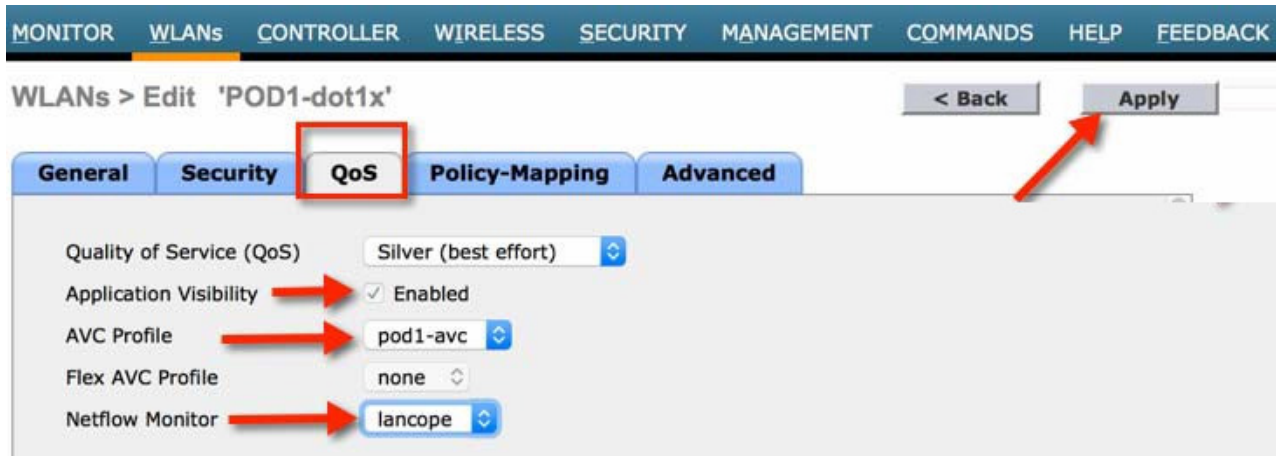 MONITOR WLANs CONTROLLER WIRELESS SECURITY MANAGEMENT COMMANDS HELP FEEDBACK
WLANs > Edit 'POD1-dot1x' < Back Apply
General Security QoS Policy-Mapping Advanced
Quality of Service (QoS) Silver (best effort)
Application Visibility Enabled
AVC Profile pod1-avc
Flex AVC Profile none
Netflow Monitor lancope